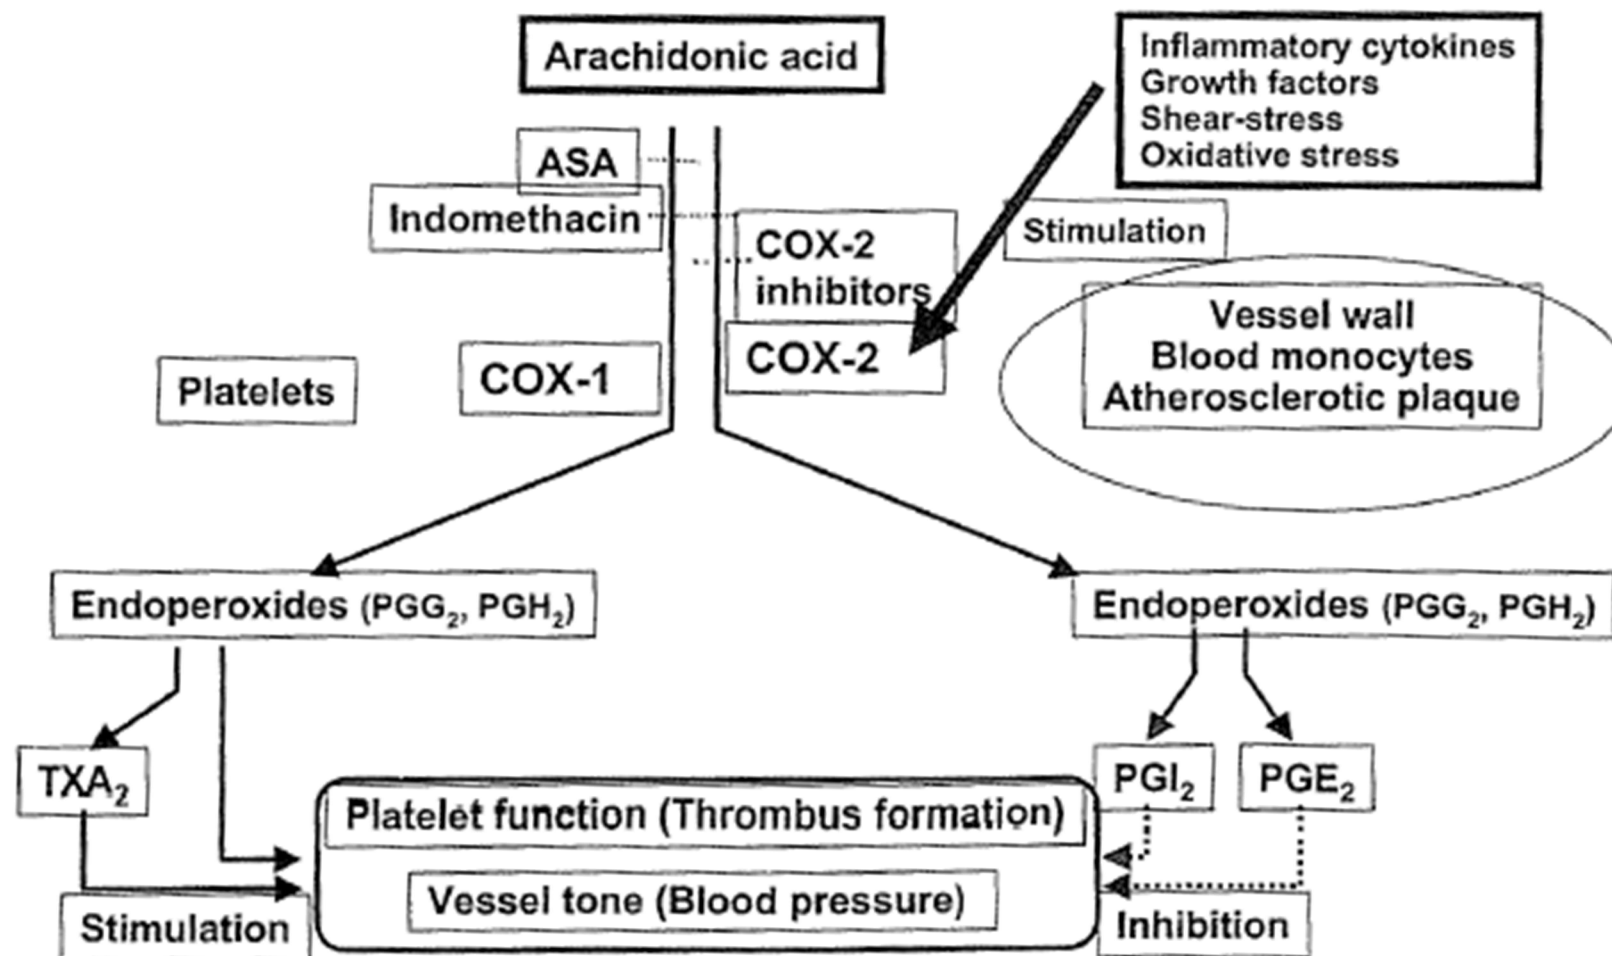 Arachidonic acid
Inflammatory cytokines
Growth factors
Shear-stress
Oxidative stress
ASA
Indomethacin
COX-2
inhibitors
Stimulation
Vessel wall
Blood monocytes
Atherosclerotic plaque
Platelets
COX-1
COX-2
Endoperoxides (PGG₂, PGH₂)
Endoperoxides (PGG₂, PGH₂)
TXA₂
PGI₂
PGE₂
Platelet function (Thrombus formation)
Vessel tone (Blood pressure)
Stimulation
Inhibition